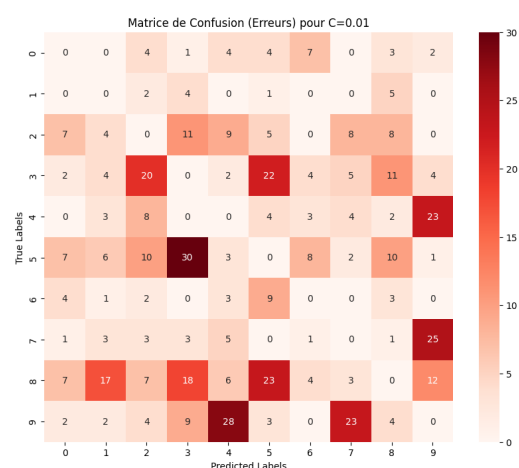 Matrice de Confusion (Erreurs) pour C=0.01
True Labels
0 0 0 4 1 4 4 7 0 3 2
1 0 0 2 4 0 1 0 0 5 0
2 7 4 0 11 9 5 0 8 8 0
3 2 4 20 0 2 22 4 5 11 4
4 0 3 8 0 0 4 3 4 2 23
5 7 6 10 30 3 0 8 2 10 1
6 4 1 2 0 3 9 0 0 3 0
7 1 3 3 3 5 0 1 0 1 25
8 7 17 7 18 6 23 4 3 0 12
9 2 2 4 9 28 3 0 23 4 0
0 1 2 3 4 5 6 7 8 9
Predicted Labels
30
25
20
15
10
5
0